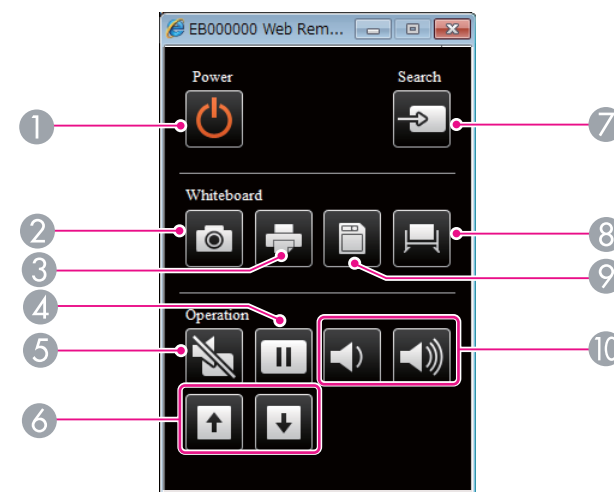 EB000000 Web Rem...
Power
Search
1
7
Whiteboard
2
8
3
9
4
Operation
5
10
6